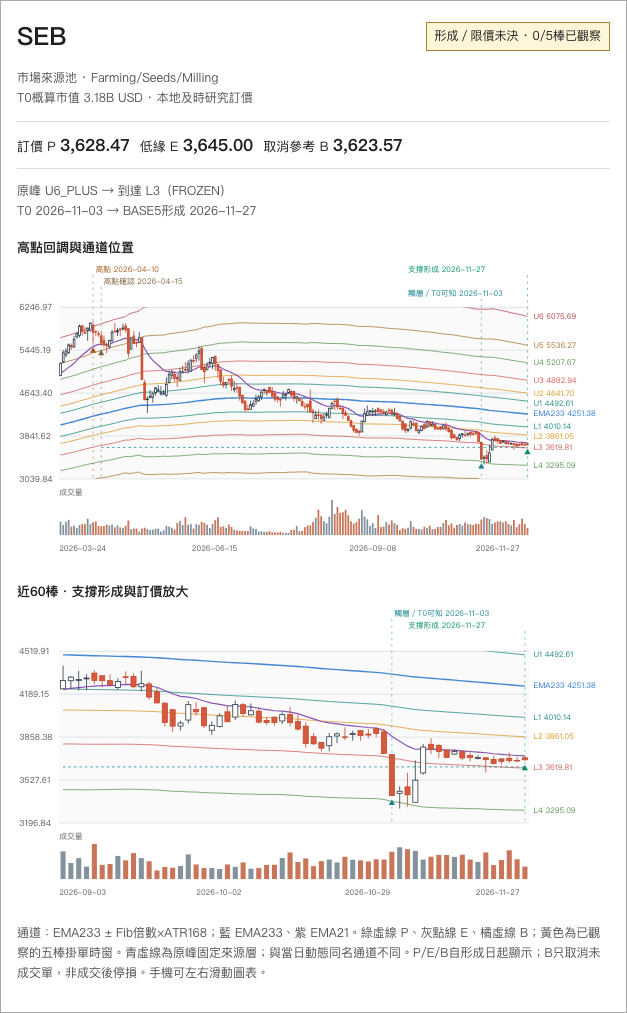 SEB
形成 / 限價未決 · 0/5棒已觀察
市場來源池 · Farming/Seeds/Milling
T0概算市值 3.18B USD · 本地及時研究訂價
訂價 P 3,628.47 低緣 E 3,645.00 取消參考 B 3,623.57
原峰 U6_PLUS → 到達 L3（FROZEN）
T0 2026-11-03 → BASE5形成 2026-11-27
高點回調與通道位置
高點 2026-04-10
支撐形成 2026-11-27
高點確認 2026-04-15
觸層 / T0可知 2026-11-03
6246.97
U6 6075.69
U5 5536.27
5445.19
U4 5207.67
U3 4882.94
4643.40
U2 4641.70
U1 4492.61
EMA233 4251.38
L1 4010.14
3841.62
L2 3861.05
L3 3619.81
L4 3295.09
3039.84
成交量
2026-03-24
2026-06-15
2026-09-08
2026-11-27
近60棒 · 支撐形成與訂價放大
觸層 / T0可知 2026-11-03
支撐形成 2026-11-27
4519.91
U1 4492.61
EMA233 4251.38
4189.15
L1 4010.14
3858.38
L2 3861.05
L3 3619.81
3527.61
L4 3295.09
3196.84
成交量
2026-09-03
2026-10-02
2026-10-29
2026-11-27
通道：EMA233 ± Fib倍數×ATR168；藍 EMA233、紫 EMA21。綠虛線 P、灰點線 E、橘虛線 B；黃色為已觀
察的五棒掛單時窗。青虛線為原峰固定來源層；與當日動態同名通道不同。P/E/B自形成日起顯示；B只取消未
成交單，非成交後停損。手機可左右滑動圖表。